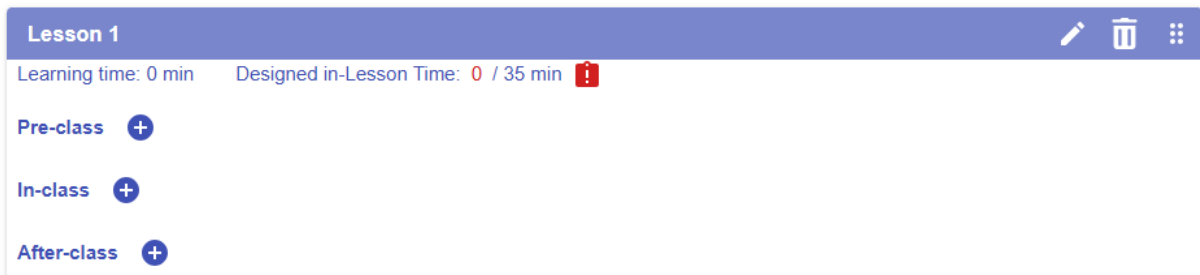 Lesson 1
Learning time: 0 min Designed in-Lesson Time: 0 / 35 min
Pre-class
In-class
After-class